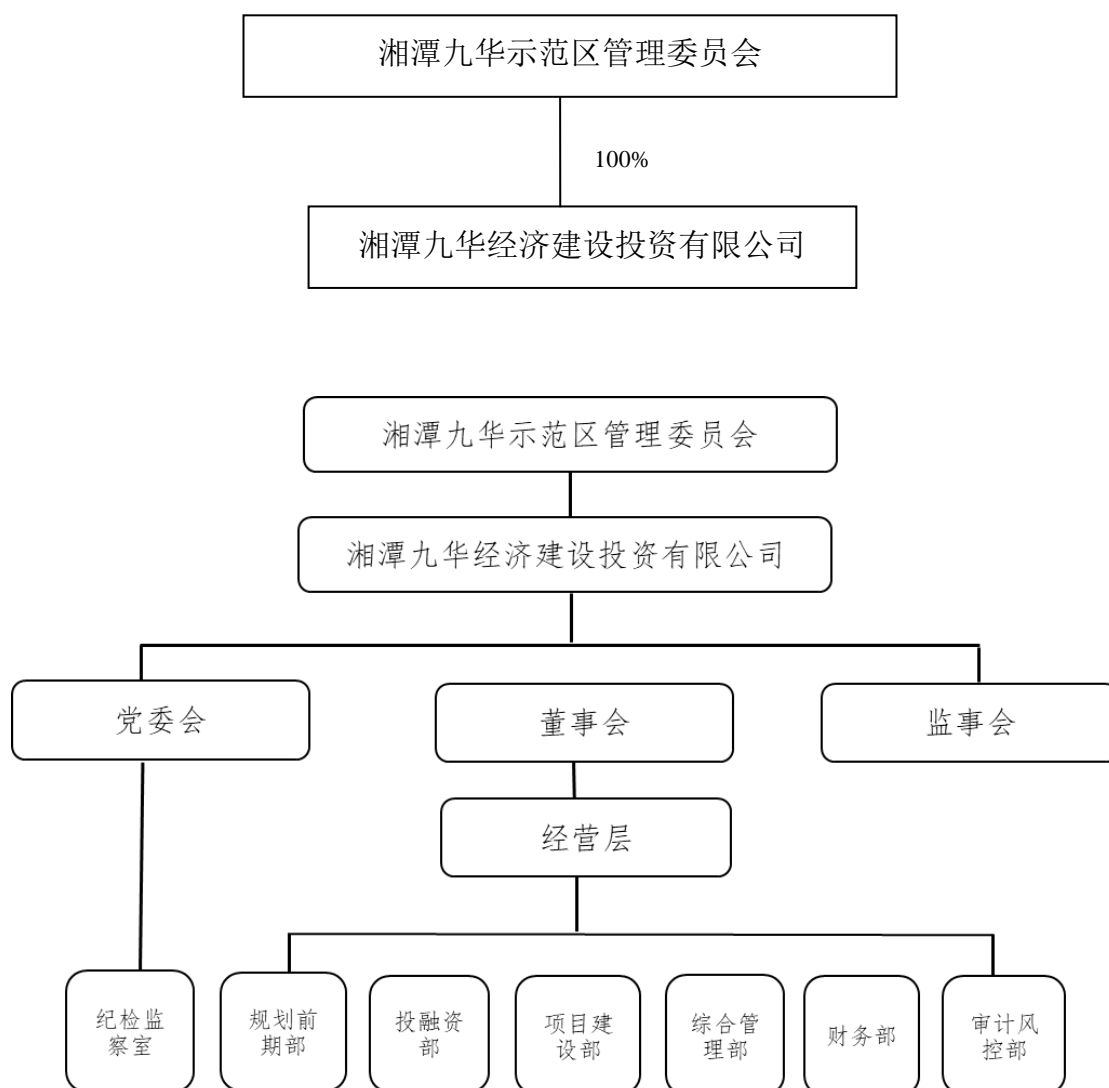 湘潭九华示范区管理委员会
100%
湘潭九华经济建设投资有限公司
湘潭九华示范区管理委员会
湘潭九华经济建设投资有限公司
党委会
董事会
监事会
经营层
纪检监
察室
规划前
期部
投融资
部
项目建
设部
综合管
理部
财务部
审计风
控部